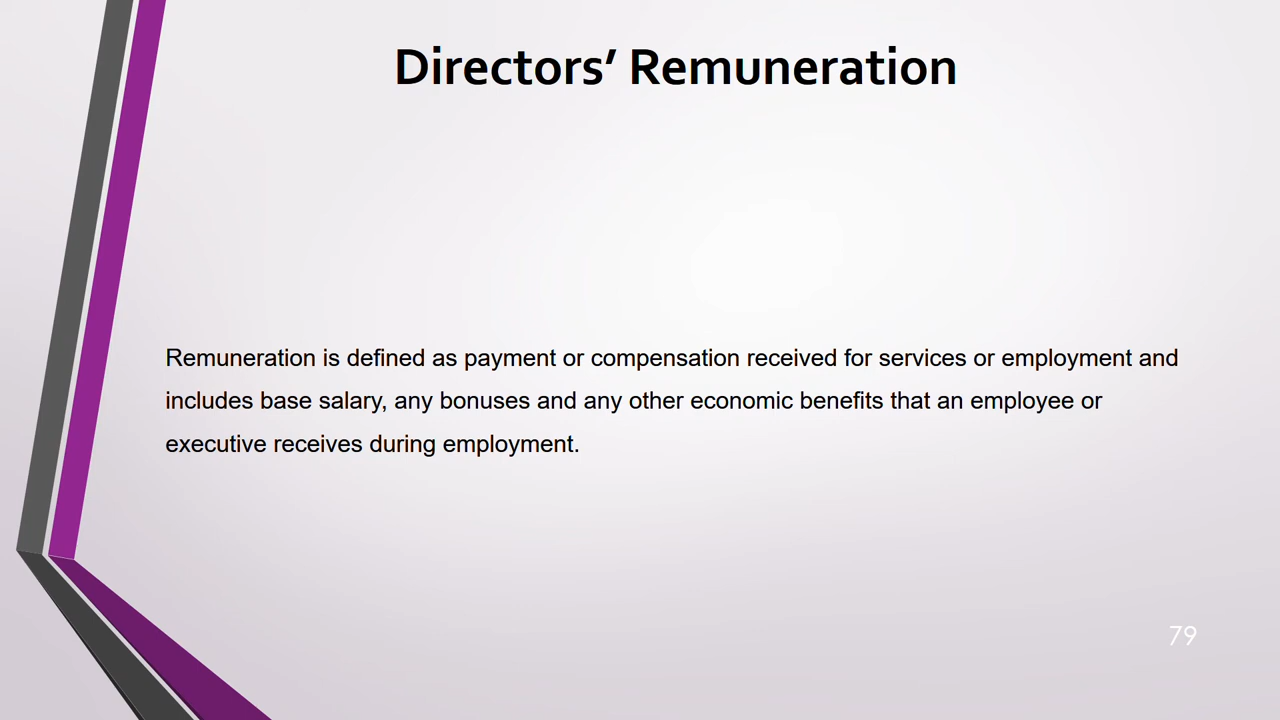 Directors’ Remuneration
Remuneration is defined as payment or compensation received for services or employment and
includes base salary, any bonuses and any other economic benefits that an employee or
executive receives during employment.
79